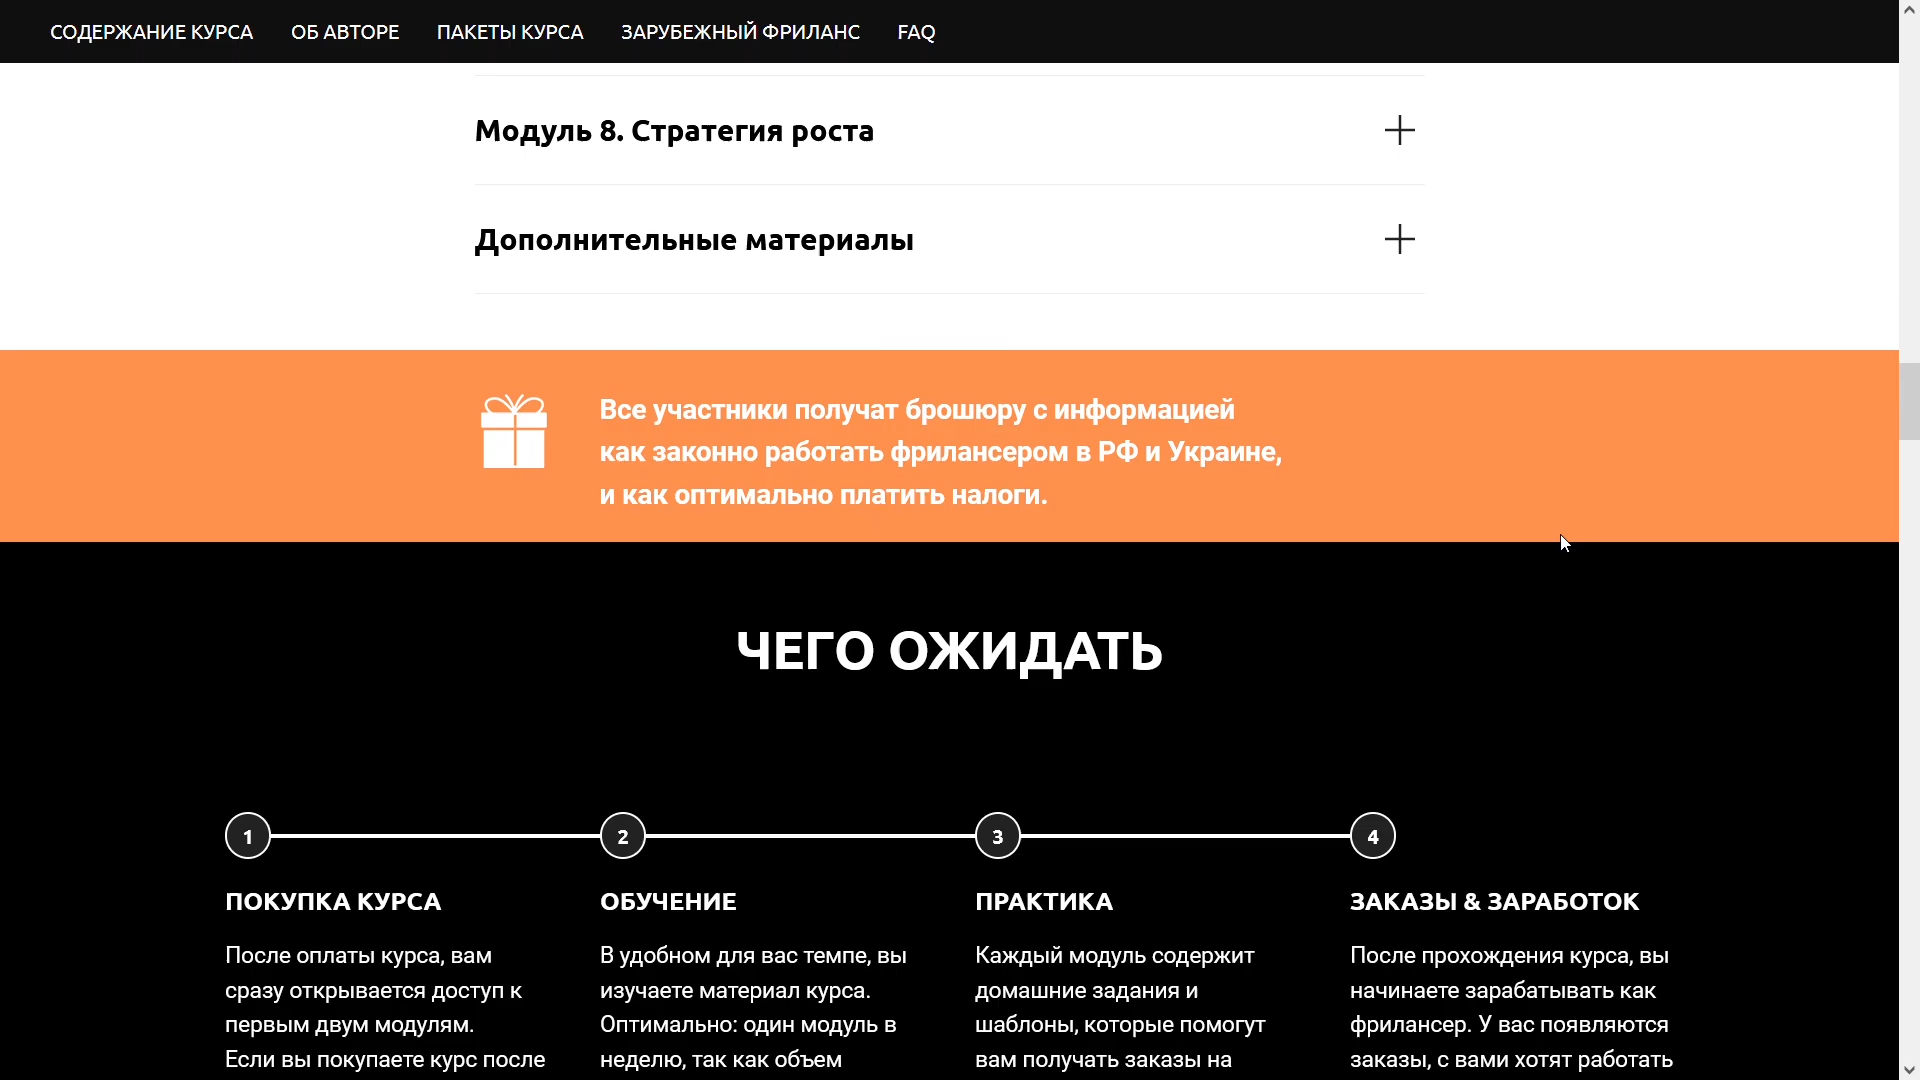 СОДЕРЖАНИЕ КУРСА ОБ АВТОРЕ ПАКЕТЫ КУРСА ЗАРУБЕЖНЫЙ ФРИЛАНС FAQ
Модуль 8. Стратегия роста
Дополнительные материалы
Все участники получат брошюру с информацией
как законно работать фрилансером в РФ и Украине,
и как оптимально платить налоги.
ЧЕГО ОЖИДАТЬ
1
ПОКУПКА КУРСА
После оплаты курса, вам
сразу открывается доступ к
первым двум модулям.
Если вы покупаете курс после
2
ОБУЧЕНИЕ
В удобном для вас темпе, вы
изучаете материал курса.
Оптимально: один модуль в
неделю, так как объем
3
ПРАКТИКА
Каждый модуль содержит
домашние задания и
шаблоны, которые помогут
вам получать заказы на
4
ЗАКАЗЫ & ЗАРАБОТОК
После прохождения курса, вы
начинаете зарабатывать как
фрилансер. У вас появляются
заказы, с вами хотят работать